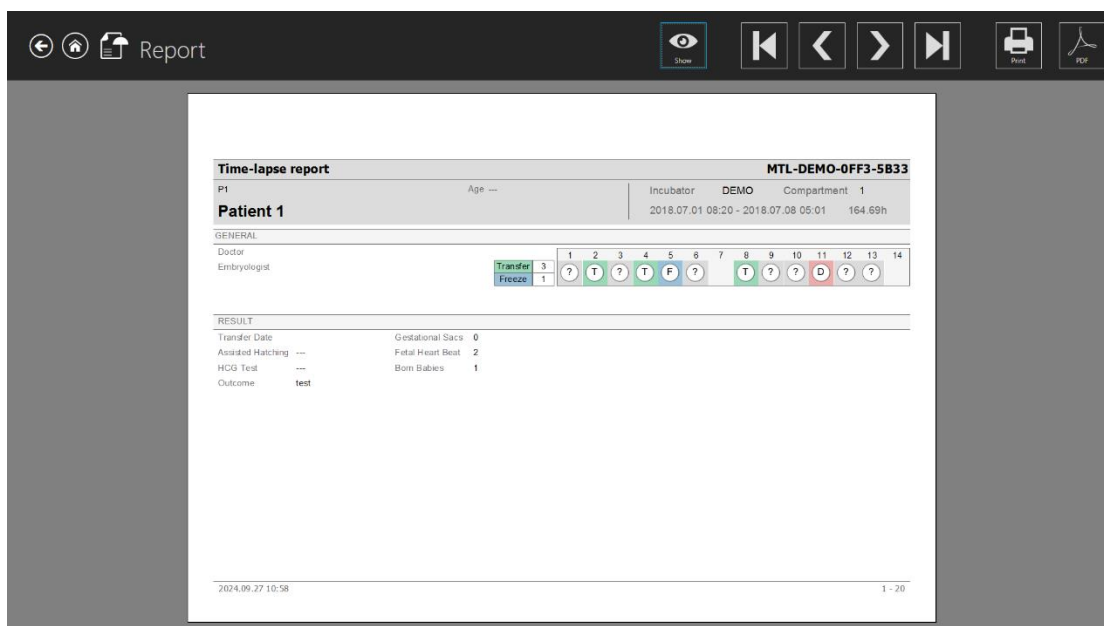 Report
Show
Print
PDF
Time-lapse report MTL-DEMO-0FF3-5B33
P1 Age --- Incubator DEMO Compartment 1
Patient 1 2018.07.01 08:20 - 2018.07.08 05:01 164.69h
GENERAL
Doctor
Embryologist
1 2 3 4 5 6 7 8 9 10 11 12 13 14
Transfer 3
Freeze 1
? T ? T F ? T ? ? D ? ?
RESULT
Transfer Date Gestational Sacs 0
Assisted Hatching --- Fetal Heart Beat 2
HCG Test --- Born Babies 1
Outcome test
2024.09.27 10:58 1 - 20